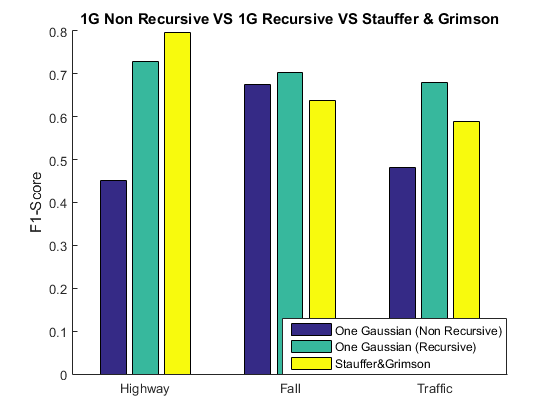 1G Non Recursive VS 1G Recursive VS Stauffer & Grimson
0.8
0.7
0.6
0.5
0.4
0.3
0.2
0.1
0
F1-Score
One Gaussian (Non Recursive)
One Gaussian (Recursive)
Stauffer&Grimson
Highway
Fall
Traffic